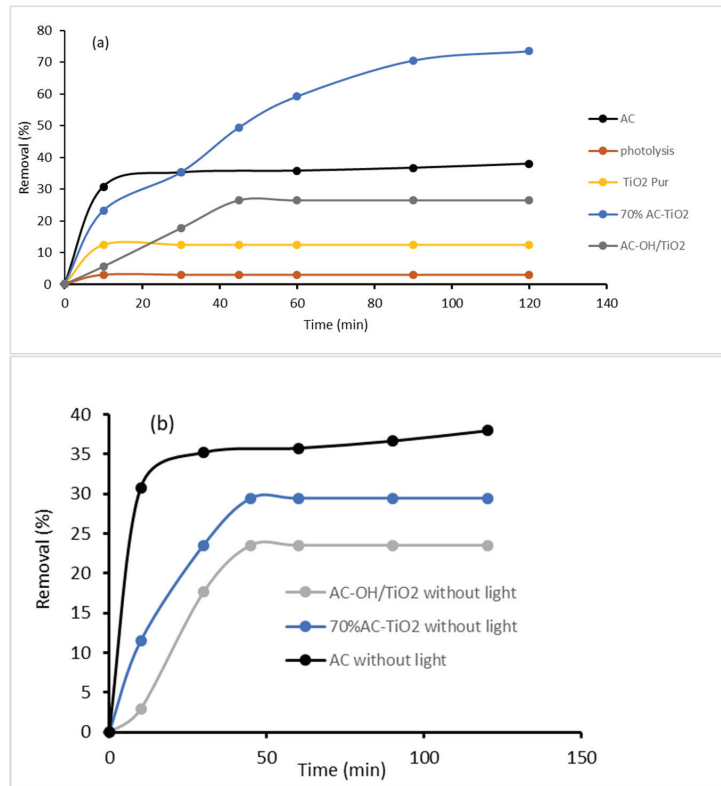 (a)
80
70
60
50
40
30
20
10
0
Removal (%)
0 20 40 60 80 100 120 140
Time (min)
AC
photolysis
TiO2 Pur
70% AC-TiO2
AC-OH/TiO2
(b)
40
35
30
25
20
15
10
5
0
Removal (%)
AC-OH/TiO2 without light
70%AC-TiO2 without light
AC without light
0 50 100 150
Time (min)